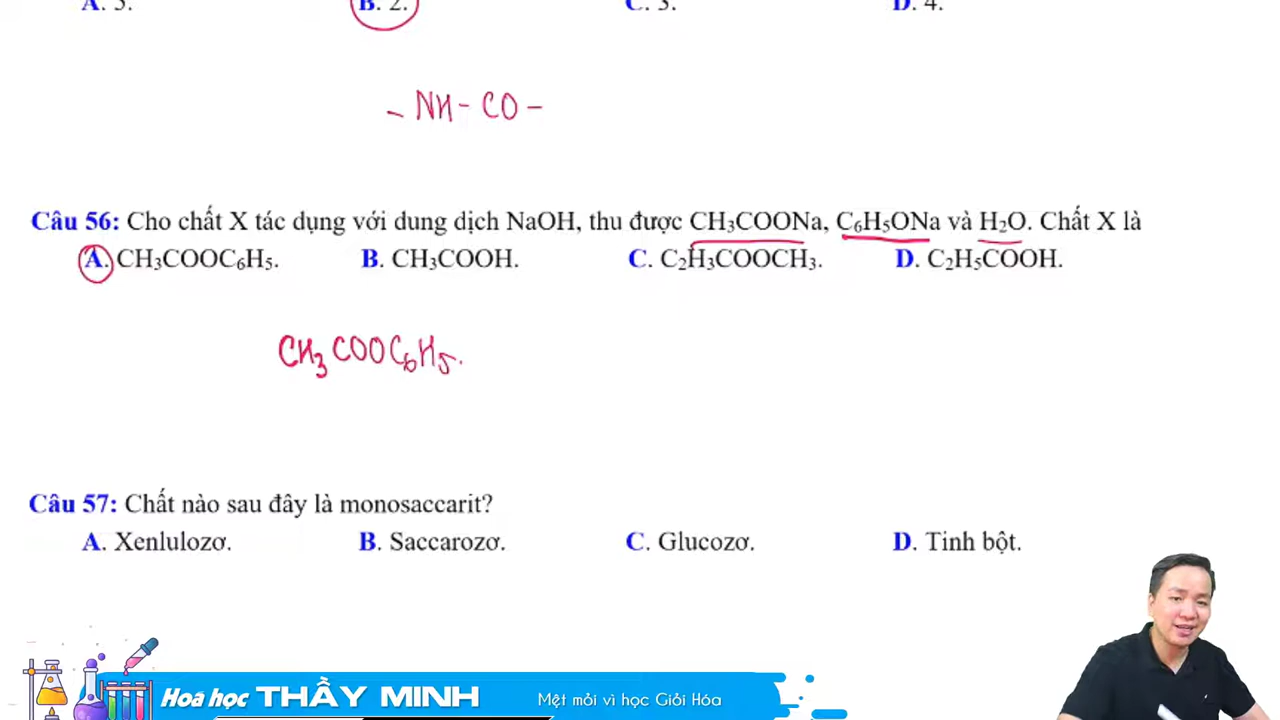 A. 5. B. 2. C. 3. D. 4.
- NH - CO -
Câu 56: Cho chất X tác dụng với dung dịch NaOH, thu được CH₃COONa, C₆H₅ONa và H₂O. Chất X là
A. CH₃COOC₆H₅. B. CH₃COOH. C. C₂H₃COOCH₃. D. C₂H₅COOH.
CH₃COOC₆H₅.
Câu 57: Chất nào sau đây là monosaccarit?
A. Xenlulozơ. B. Saccarozơ. C. Glucozơ. D. Tinh bột.
Hoá học THẦY MINH Mệt mỏi vì học Giỏi Hóa